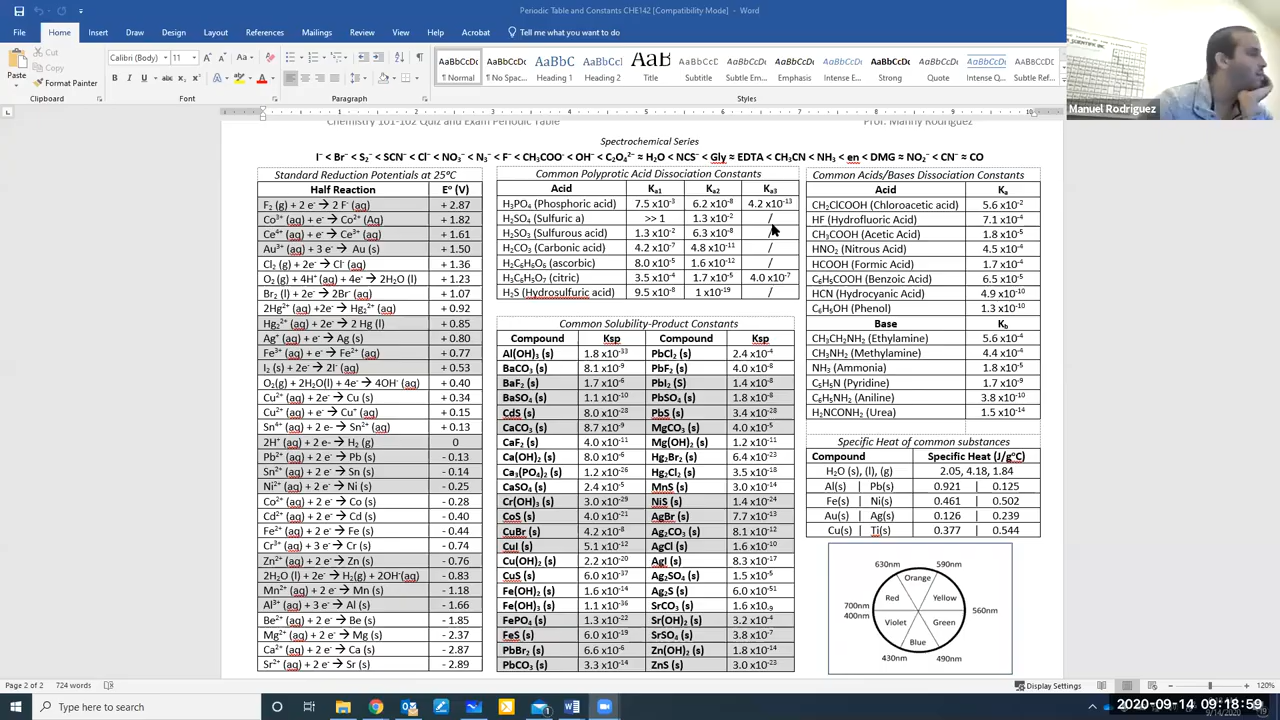 Periodic Table and Constants CHE142 [Compatibility Mode] - Word
Manuel Rodriguez
File Home Insert Draw Design Layout References Mailings Review View Help Acrobat Tell me what you want to do
Cut
Copy
Format Painter
Paste
Calibri (Body) 11
Normal ¶ No Spac... Heading 1 Heading 2 Title Subtitle Subtle Em... Emphasis Strong Quote Intense Q... Subtle Ref...
Clipboard Font Paragraph Styles
Spectrochemical Series
I⁻ < Br⁻ < S₂⁻ < SCN⁻ < Cl⁻ < NO₃⁻ < N₃⁻ < F⁻ < CH₃COO⁻ < OH⁻ < C₂O₄²⁻ ≈ H₂O < NCS⁻ < Gly ≈ EDTA < CH₃CN < NH₃ < en < DMG ≈ NO₂⁻ < CN⁻ ≈ CO
Standard Reduction Potentials at 25°C
Half Reaction E° (V)
F₂ (g) + 2 e⁻ → 2 F⁻ (aq) + 2.87
Co³⁺ (aq) + e⁻ → Co²⁺ (Aq) + 1.82
Ce⁴⁺ (aq) + e⁻ → Ce³⁺ (aq) + 1.61
Au³⁺ (aq) + 3 e⁻ → Au (s) + 1.50
Cl₂ (g) + 2e⁻ → Cl⁻ (aq) + 1.36
O₂ (g) + 4H⁺ (aq) + 4e⁻ → 2H₂O (l) + 1.23
Br₂ (l) + 2e⁻ → 2Br⁻ (aq) + 1.07
2Hg²⁺ (aq) +2e⁻ → Hg₂²⁺ (aq) + 0.92
Hg₂²⁺ (aq) + 2e⁻ → 2 Hg (l) + 0.85
Ag⁺ (aq) + e⁻ → Ag (s) + 0.80
Fe³⁺ (aq) + e⁻ → Fe²⁺ (aq) + 0.77
I₂ (s) + 2e⁻ → 2I⁻ (aq) + 0.53
O₂(g) + 2H₂O(l) + 4e⁻ → 4OH⁻ (aq) + 0.40
Cu²⁺ (aq) + 2 e⁻ → Cu (s) + 0.34
Cu²⁺ (aq) + e⁻ → Cu⁺ (aq) + 0.15
Sn⁴⁺ (aq) + 2 e- → Sn²⁺ (aq) + 0.13
2H⁺ (aq) + 2 e⁻ → H₂ (g) 0
Pb²⁺ (aq) + 2 e⁻ → Pb (s) - 0.13
Sn²⁺ (aq) + 2 e⁻ → Sn (s) - 0.14
Ni²⁺ (aq) + 2 e⁻ → Ni (s) - 0.25
Co²⁺ (aq) + 2 e⁻ → Co (s) - 0.28
Cd²⁺ (aq) + 2 e⁻ → Cd (s) - 0.40
Fe²⁺ (aq) + 2 e⁻ → Fe (s) - 0.44
Cr³⁺ (aq) + 3 e⁻ → Cr (s) - 0.74
Zn²⁺ (aq) + 2 e⁻ → Zn (s) - 0.76
2H₂O (l) + 2e⁻ → H₂(g) + 2OH⁻(aq) - 0.83
Mn²⁺ (aq) + 2 e⁻ → Mn (s) - 1.18
Al³⁺ (aq) + 3 e⁻ → Al (s) - 1.66
Be²⁺ (aq) + 2 e⁻ → Be (s) - 1.85
Mg²⁺ (aq) + 2 e⁻ → Mg (s) - 2.37
Ca²⁺ (aq) + 2 e⁻ → Ca (s) - 2.87
Sr²⁺ (aq) + 2 e⁻ → Sr (s) - 2.89
Common Polyprotic Acid Dissociation Constants
Acid Ka1 Ka2 Ka3
H₃PO₄ (Phosphoric acid) 7.5 x10⁻³ 6.2 x10⁻⁸ 4.2 x10⁻¹³
H₂SO₄ (Sulfuric a) >> 1 1.3 x10⁻² /
H₂SO₃ (Sulfurous acid) 1.3 x10⁻² 6.3 x10⁻⁸ /
H₂CO₃ (Carbonic acid) 4.2 x10⁻⁷ 4.8 x10⁻¹¹ /
H₂C₆H₆O₆ (ascorbic) 8.0 x10⁻⁵ 1.6 x10⁻¹² /
H₃C₆H₅O₇ (citric) 3.5 x10⁻⁴ 1.7 x10⁻⁵ 4.0 x10⁻⁷
H₂S (Hydrosulfuric acid) 9.5 x10⁻⁸ 1 x10⁻¹⁹ /
Common Solubility-Product Constants
Compound Ksp Compound Ksp
Al(OH)₃ (s) 1.8 x10⁻³³ PbCl₂ (s) 2.4 x10⁻⁴
BaCO₃ (s) 8.1 x10⁻⁹ PbF₂ (s) 4.0 x10⁻⁸
BaF₂ (s) 1.7 x10⁻⁶ PbI₂ (S) 1.4 x10⁻⁸
BaSO₄ (s) 1.1 x10⁻¹⁰ PbSO₄ (s) 1.8 x10⁻⁸
CdS (s) 8.0 x10⁻²⁸ PbS (s) 3.4 x10⁻²⁸
CaCO₃ (s) 8.7 x10⁻⁹ MgCO₃ (s) 4.0 x10⁻⁵
CaF₂ (s) 4.0 x10⁻¹¹ Mg(OH)₂ (s) 1.2 x10⁻¹¹
Ca(OH)₂ (s) 8.0 x10⁻⁶ Hg₂Br₂ (s) 6.4 x10⁻²³
Ca₃(PO₄)₂ (s) 1.2 x10⁻²⁶ Hg₂Cl₂ (s) 3.5 x10⁻¹⁸
CaSO₄ (s) 2.4 x10⁻⁵ MnS (s) 3.0 x10⁻¹⁴
Cr(OH)₃ (s) 3.0 x10⁻²⁹ NiS (s) 1.4 x10⁻²⁴
CoS (s) 4.0 x10⁻²¹ AgBr (s) 7.7 x10⁻¹³
CuBr (s) 4.2 x10⁻⁸ Ag₂CO₃ (s) 8.1 x10⁻¹²
CuI (s) 5.1 x10⁻¹² AgCl (s) 1.6 x10⁻¹⁰
Cu(OH)₂ (s) 2.2 x10⁻²⁰ AgI (s) 8.3 x10⁻¹⁷
CuS (s) 6.0 x10⁻³⁷ Ag₂SO₄ (s) 1.5 x10⁻⁵
Fe(OH)₂ (s) 1.6 x10⁻¹⁴ Ag₂S (s) 6.0 x10⁻⁵¹
Fe(OH)₃ (s) 1.1 x10⁻³⁶ SrCO₃ (s) 1.6 x10₋₉
FePO₄ (s) 1.3 x10⁻²² Sr(OH)₂ (s) 3.2 x10⁻⁴
FeS (s) 6.0 x10⁻¹⁹ SrSO₄ (s) 3.8 x10⁻⁷
PbBr₂ (s) 6.6 x10⁻⁶ Zn(OH)₂ (s) 1.8 x10⁻¹⁴
PbCO₃ (s) 3.3 x10⁻¹⁴ ZnS (s) 3.0 x10⁻²³
Common Acids/Bases Dissociation Constants
Acid Ka
CH₂ClCOOH (Chloroacetic acid) 5.6 x10⁻²
HF (Hydrofluoric Acid) 7.1 x10⁻⁴
CH₃COOH (Acetic Acid) 1.8 x10⁻⁵
HNO₂ (Nitrous Acid) 4.5 x10⁻⁴
HCOOH (Formic Acid) 1.7 x10⁻⁴
C₆H₅COOH (Benzoic Acid) 6.5 x10⁻⁵
HCN (Hydrocyanic Acid) 4.9 x10⁻¹⁰
C₆H₅OH (Phenol) 1.3 x10⁻¹⁰
Base Kb
CH₃CH₂NH₂ (Ethylamine) 5.6 x10⁻⁴
CH₃NH₂ (Methylamine) 4.4 x10⁻⁴
NH₃ (Ammonia) 1.8 x10⁻⁵
C₅H₅N (Pyridine) 1.7 x10⁻⁹
C₆H₅NH₂ (Aniline) 3.8 x10⁻¹⁰
H₂NCONH₂ (Urea) 1.5 x10⁻¹⁴
Specific Heat of common substances
Compound Specific Heat (J/g°C)
H₂O (s), (l), (g) 2.05, 4.18, 1.84
Al(s) | Pb(s) 0.921 | 0.125
Fe(s) | Ni(s) 0.461 | 0.502
Au(s) | Ag(s) 0.126 | 0.239
Cu(s) | Ti(s) 0.377 | 0.544
630nm 590nm
Orange
Red Yellow
700nm
400nm
560nm
Violet Green
Blue
430nm 490nm
Page 2 of 2 724 words Display Settings 120%
Type here to search
2020-09-14 09:18:59